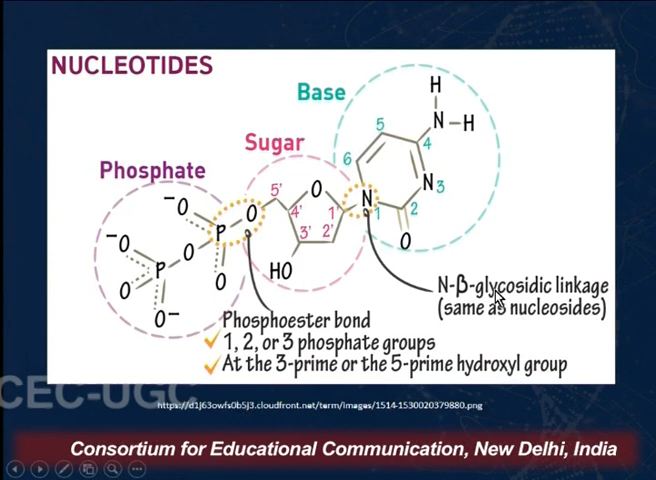 NUCLEOTIDES
Base
Sugar
Phosphate
H
N–H
5
4
6
N 3
N
1
2
O
5'
O
4'
1'
3'
2'
HO
–O
O
P
–O
O
P
O
O
O–
N-β-glycosidic linkage
(same as nucleosides)
Phosphoester bond
✓ 1, 2, or 3 phosphate groups
✓ At the 3-prime or the 5-prime hydroxyl group
CEC-UGC
https://d1j63owfs0b5j3.cloudfront.net/term/images/1514-1530020379880.png
Consortium for Educational Communication, New Delhi, India